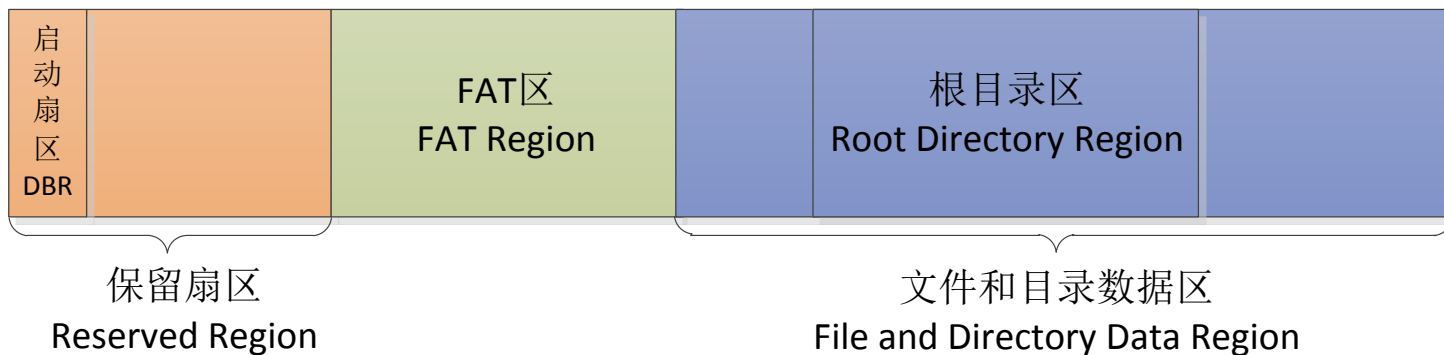 启
动
扇
区
DBR
FAT区
FAT Region
根目录区
Root Directory Region
保留扇区
Reserved Region
文件和目录数据区
File and Directory Data Region